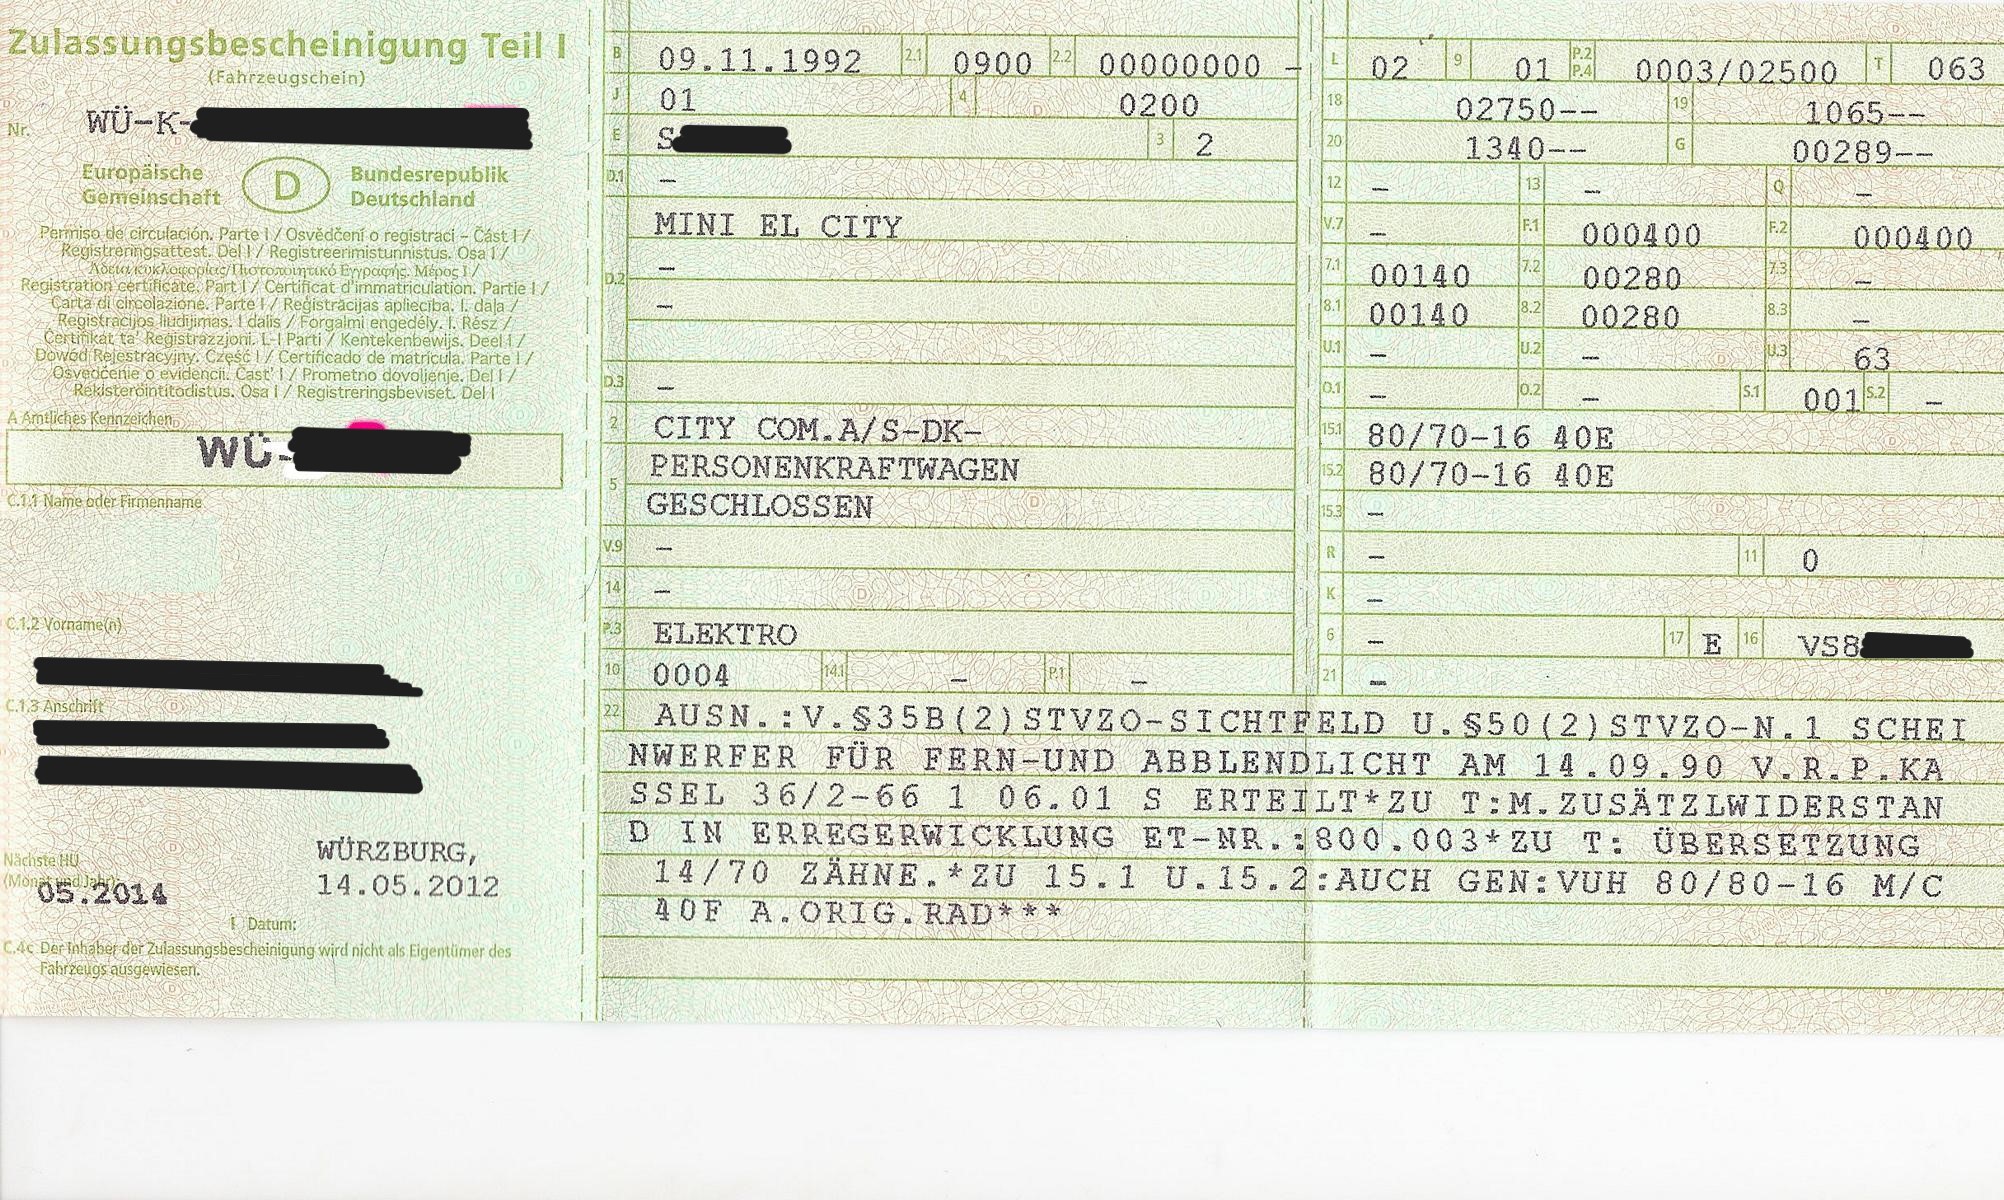 Zulassungsbescheinigung Teil I
(Fahrzeugschein)
Nr. WÜ-K-
Europäische Gemeinschaft D Bundesrepublik Deutschland
Permiso de circulación. Parte I / Osvědčení o registraci – Část I /
Registreringsattest. Del I / Registreerimistunnistus. Osa I /
Άδεια κυκλοφορίας/Πιστοποιητικό Εγγραφής. Μέρος I /
Registration certificate. Part I / Certificat d'immatriculation. Partie I /
Carta di circolazione. Parte I / Reģistrācijas apliecība. I. daļa /
Registracijos liudijimas. I dalis / Forgalmi engedély. I. Rész /
Ċertifikat ta' Reġistrazzjoni. L-I Parti / Kentekenbewijs. Deel I /
Dowód Rejestracyjny. Część I / Certificado de matrícula. Parte I /
Osvedčenie o evidencii. Časť I / Prometno dovoljenje. Del I /
Rekisteröintitodistus. Osa I / Registreringsbeviset. Del I
A Amtliches Kennzeichen
WÜ-
C.1.1 Name oder Firmenname
C.1.2 Vorname(n)
C.1.3 Anschrift
WÜRZBURG,
Nächste HU
(Monat und Jahr):
05.2014
14.05.2012
I Datum:
C.4c Der Inhaber der Zulassungsbescheinigung wird nicht als Eigentümer des
Fahrzeugs ausgewiesen.
B 09.11.1992 2.1 0900 2.2 00000000 –
J 01 4 0200
E S 3 2
D.1 –
MINI EL CITY
D.2 –
–
D.3 –
2 CITY COM.A/S-DK-
5 PERSONENKRAFTWAGEN
GESCHLOSSEN
V.9 –
14 –
P.3 ELEKTRO
10 0004 14.1 – P.1 –
L 02 9 01 P.2 P.4 0003/02500 T 063
18 02750-- 19 1065--
20 1340-- G 00289--
12 – 13 – Q –
V.7 – F.1 000400 F.2 000400
7.1 00140 7.2 00280 7.3 –
8.1 00140 8.2 00280 8.3 –
U.1 – U.2 – U.3 63
O.1 – O.2 – S.1 001 S.2 –
15.1 80/70-16 40E
15.2 80/70-16 40E
15.3 –
R – 11 0
K –
6 – 17 E 16 VS8
21 –
22 AUSN.:V.§35B(2)STVZO-SICHTFELD U.§50(2)STVZO-N.1 SCHEI
NWERFER FÜR FERN-UND ABBLENDLICHT AM 14.09.90 V.R.P.KA
SSEL 36/2-66 1 06.01 S ERTEILT*ZU T:M.ZUSÄTZLWIDERSTAN
D IN ERREGERWICKLUNG ET-NR.:800.003*ZU T: ÜBERSETZUNG
14/70 ZÄHNE.*ZU 15.1 U.15.2:AUCH GEN:VUH 80/80-16 M/C
40F A.ORIG.RAD***